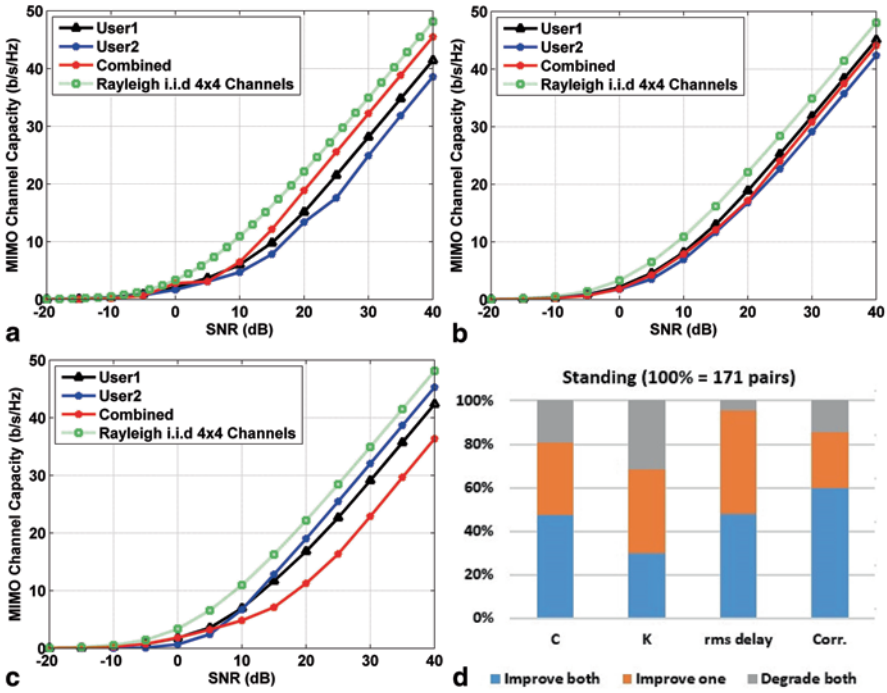 50
40
30
20
10
0
MIMO Channel Capacity (b/s/Hz)
User1
User2
Combined
Rayleigh i.i.d 4x4 Channels
-20 -10 0 10 20 30 40
SNR (dB)
a
50
40
30
20
10
0
MIMO Channel Capacity (b/s/Hz)
User1
User2
Combined
Rayleigh i.i.d 4x4 Channels
-20 -10 0 10 20 30 40
SNR (dB)
b
50
40
30
20
10
0
MIMO Channel Capacity (b/s/Hz)
User1
User2
Combined
Rayleigh i.i.d 4x4 Channels
-20 -10 0 10 20 30 40
SNR (dB)
c
Standing (100% = 171 pairs)
100%
80%
60%
40%
20%
0%
C K rms delay Corr.
Improve both Improve one Degrade both
d